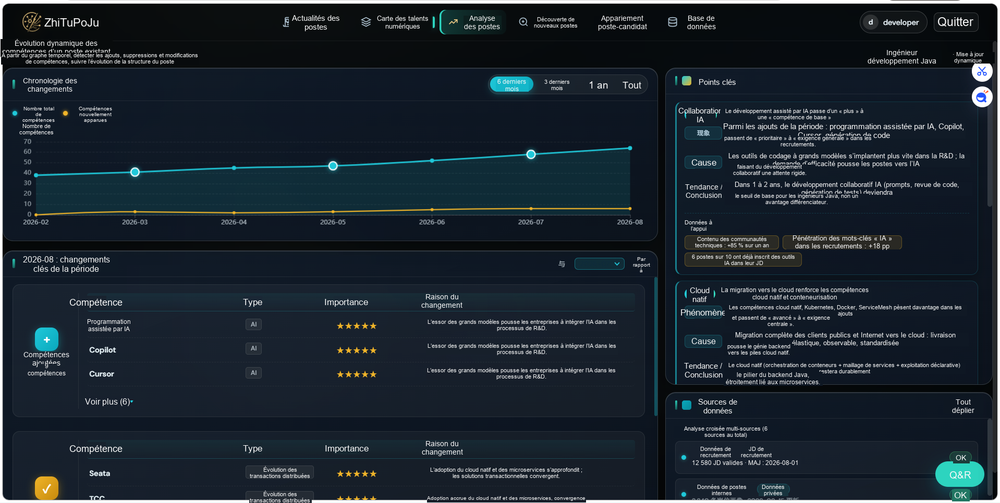 ZhiTuPoJu
Actualités des
postes
Carte des talents
numériques
Analyse
des postes
Découverte de
nouveaux postes
Appariement
poste-candidat
Base de
données
d developer
Quitter
Évolution dynamique des
compétences d'un poste existant
À partir du graphe temporel, détecter les ajouts, suppressions et modifications
de compétences, suivre l'évolution de la structure du poste
Ingénieur
développement Java
· Mise à jour
dynamique
Chronologie des
changements
6 derniers
mois
3 derniers
mois
1 an
Tout
Nombre total
de
compétences
Compétences
nouvellement
apparues
Nombre de
compétences
70
60
50
40
30
20
10
0
2026-02
2026-03
2026-04
2026-05
2026-06
2026-07
2026-08
2026-08 : changements
clés de la période
与
Par
rapport
à
Compétence
Type
Importance
Raison du
changement
Programmation
assistée par IA
AI
★★★★★
L'essor des grands modèles pousse les entreprises à intégrer l'IA dans les
processus de R&D.
Copilot
AI
★★★★★
L'essor des grands modèles pousse les entreprises à intégrer l'IA dans les
processus de R&D.
Cursor
AI
★★★★★
L'essor des grands modèles pousse les entreprises à intégrer l'IA dans les
processus de R&D.
Compétences
ajoutées
9
compétences
Voir plus (6)
Compétence
Type
Importance
Raison du
changement
Seata
Évolution des
transactions distribuées
★★★★★
L'adoption du cloud natif et des microservices s'approfondit ;
les solutions transactionnelles convergent.
TCC
Évolution des
transactions distribuées
★★★★★
Adoption accrue du cloud natif et des microservices, convergence
Points clés
Collaboration
IA
Le développement assisté par IA passe d'un « plus » à
une « compétence de base »
现象
Parmi les ajouts de la période : programmation assistée par IA, Copilot,
Cursor, génération de code
passent de « prioritaire » à « exigence générale » dans les
recrutements.
Cause
Les outils de codage à grands modèles s'implantent plus vite dans la R&D ; la
demande d'efficacité pousse les postes vers l'IA
faisant du développement
collaboratif une attente rigide.
Tendance /
Conclusion
Dans 1 à 2 ans, le développement collaboratif IA (prompts, revue de code,
génération de tests) deviendra
le seuil de base pour les ingénieurs Java, non un
avantage différenciateur.
Données à
l'appui
Contenu des communautés
techniques : +85 % sur un an
Pénétration des mots-clés « IA »
dans les recrutements : +18 pp
6 postes sur 10 ont déjà inscrit des outils
IA dans leur JD
Cloud
natif
La migration vers le cloud renforce les compétences
cloud natif et conteneurisation
Phénomène
Les compétences cloud natif, Kubernetes, Docker, ServiceMesh pèsent davantage dans les
ajouts
et passent de « avancé » à « exigence
centrale ».
Cause
Migration complète des clients publics et Internet vers le cloud : livraison
élastique, observable, standardisée
pousse le génie backend
vers les piles cloud natif.
Tendance /
Conclusion
Le cloud natif (orchestration de conteneurs + maillage de services + exploitation déclarative)
restera durablement
le pilier du backend Java,
étroitement lié aux microservices.
Sources de
données
Tout
déplier
Analyse croisée multi-sources (6
sources au total)
Données de
recrutement
JD de
recrutement
12 580 JD valides · MAJ : 2026-08-01
OK
Q&R
Données de postes
internes
Données
privées
OK